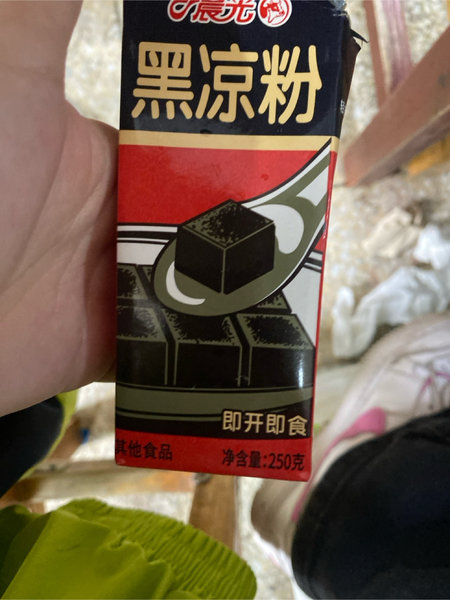 晨光
黑凉粉
即开即食
其他食品
净含量:250克